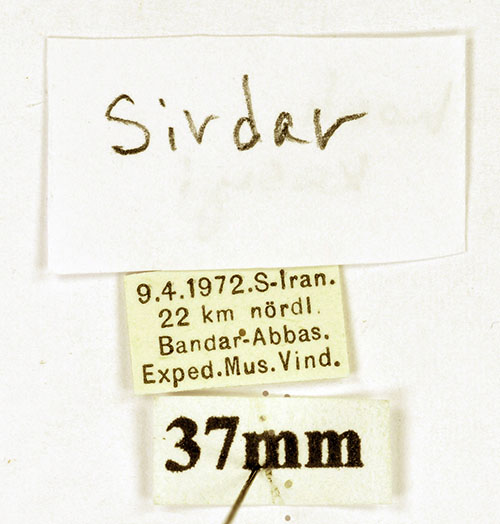 Sirdar
9.4.1972.S-Iran.
22 km nördl.
Bandar-Abbas.
Exped.Mus.Vind.
37mm